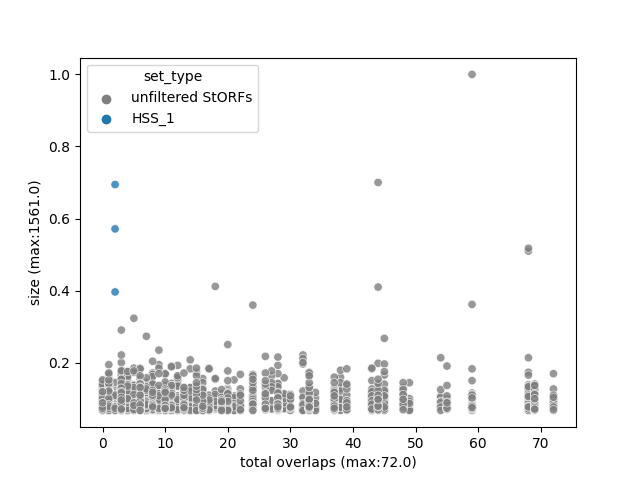 set_type
unfiltered StORFs
HSS_1
1.0
0.8
0.6
0.4
0.2
size (max:1561.0)
0 10 20 30 40 50 60 70
total overlaps (max:72.0)